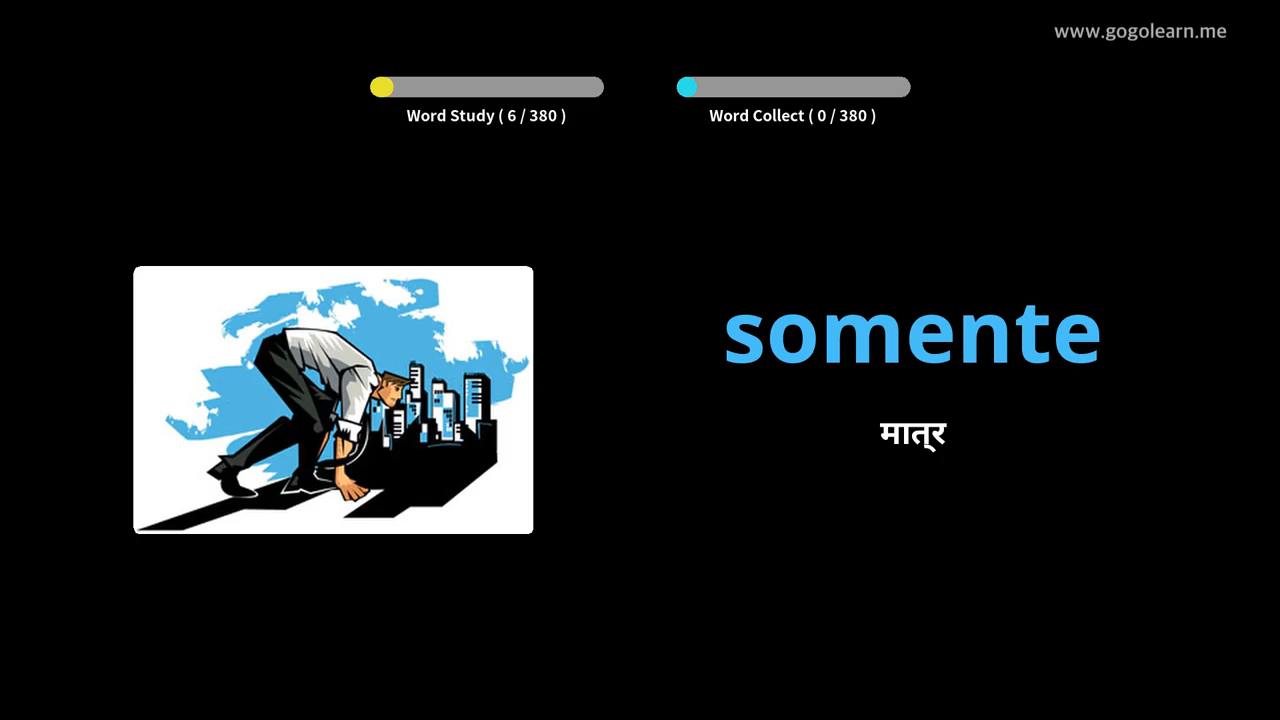 www.gogolearn.me
Word Study ( 6 / 380 )
Word Collect ( 0 / 380 )
somente
मात्र